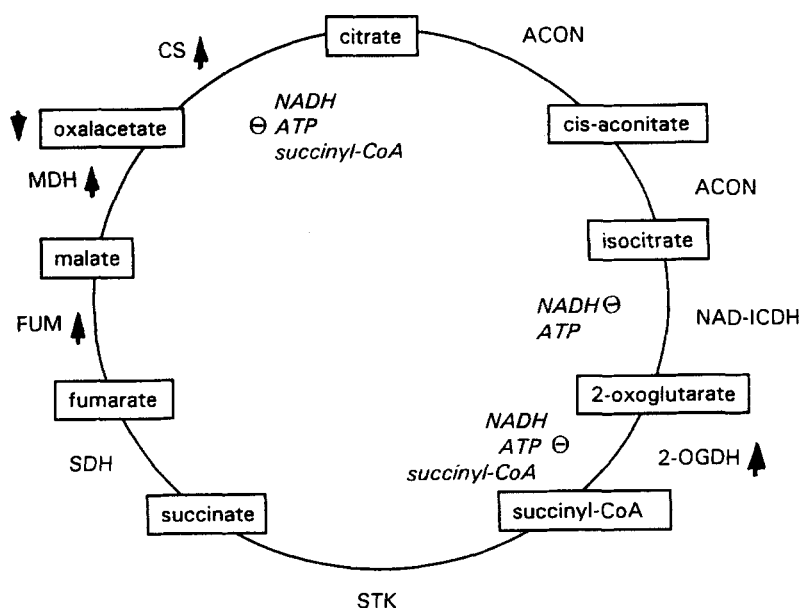 citrate
ACON
cis-aconitate
ACON
isocitrate
NAD-ICDH
NADH ⊖
ATP
2-oxoglutarate
2-OGDH
NADH
ATP ⊖
succinyl-CoA
succinyl-CoA
STK
succinate
SDH
fumarate
FUM
malate
MDH
oxalacetate
CS
NADH
⊖ ATP
succinyl-CoA